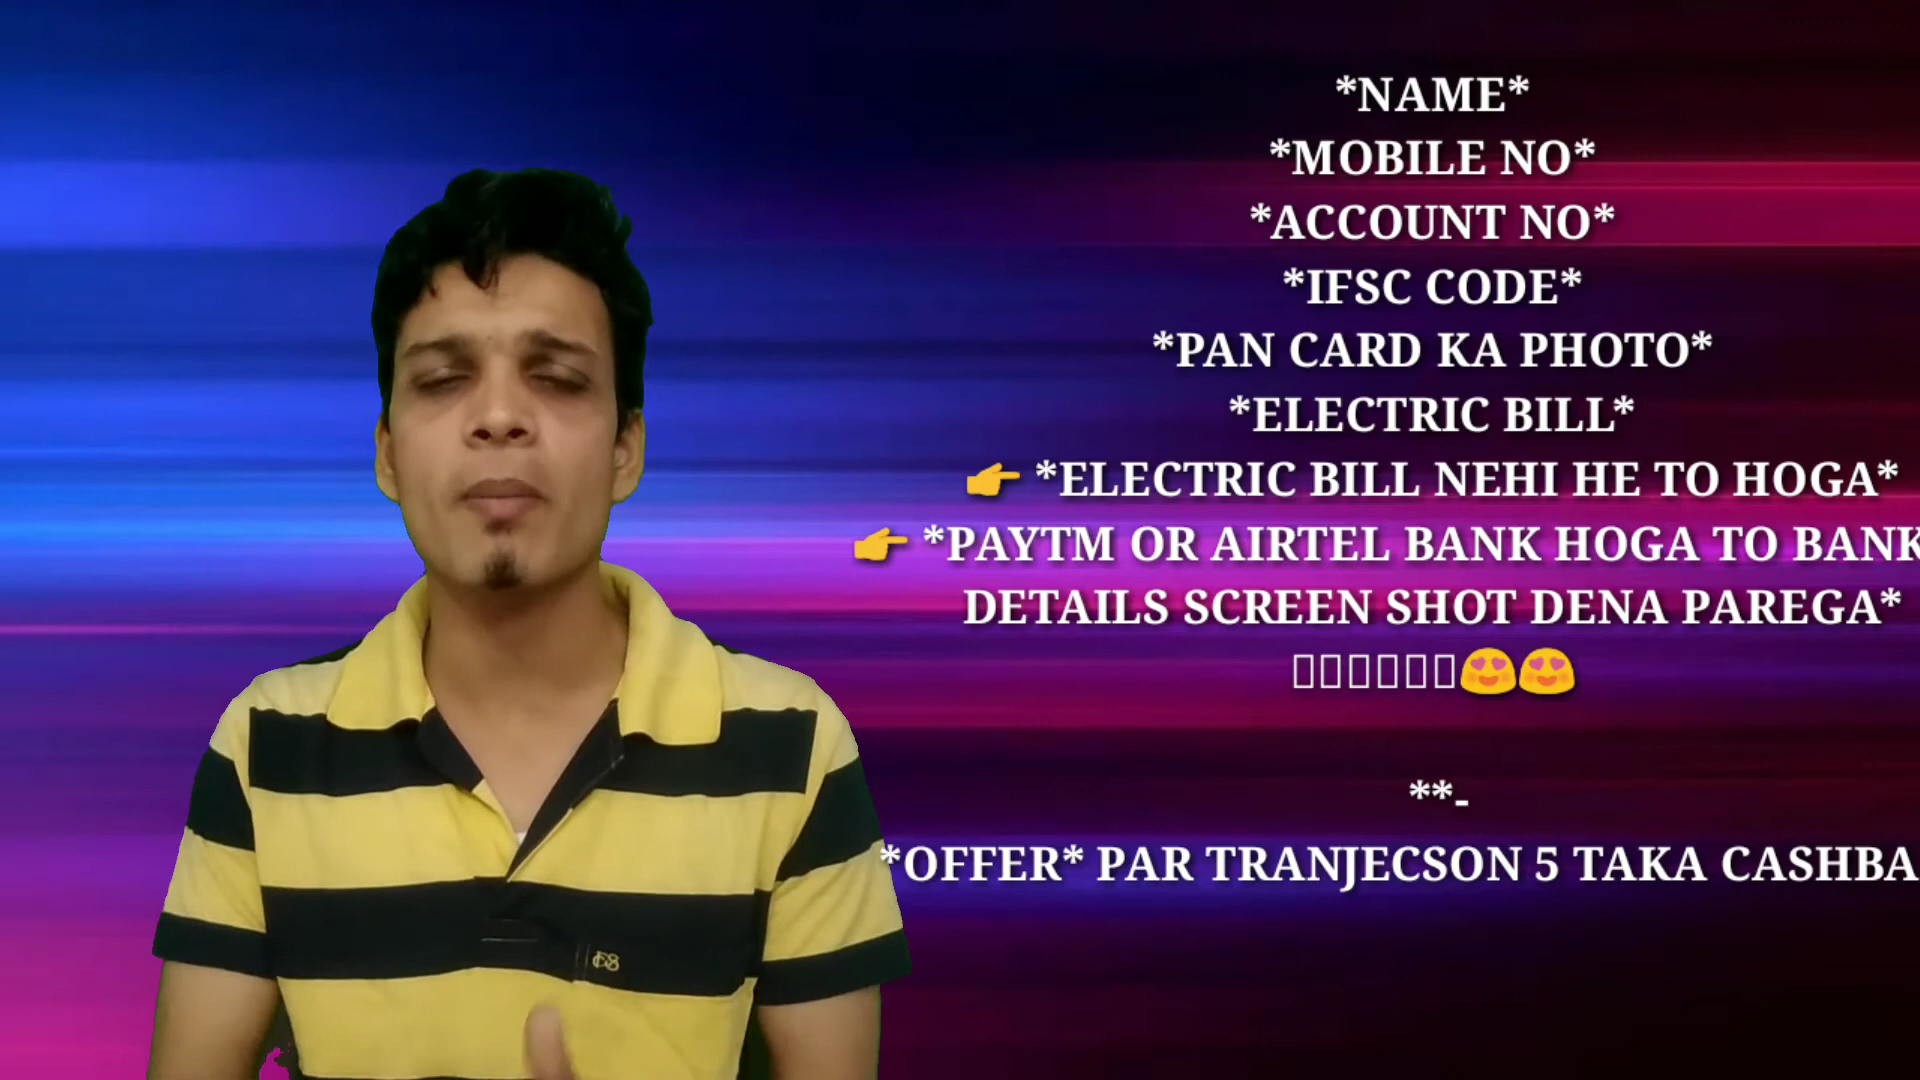 *NAME*
*MOBILE NO*
*ACCOUNT NO*
*IFSC CODE*
*PAN CARD KA PHOTO*
*ELECTRIC BILL*
👉 *ELECTRIC BILL NEHI HE TO HOGA*
👉 *PAYTM OR AIRTEL BANK HOGA TO BANK
DETAILS SCREEN SHOT DENA PAREGA*
😍😍
**-
*OFFER* PAR TRANJECSON 5 TAKA CASHBA